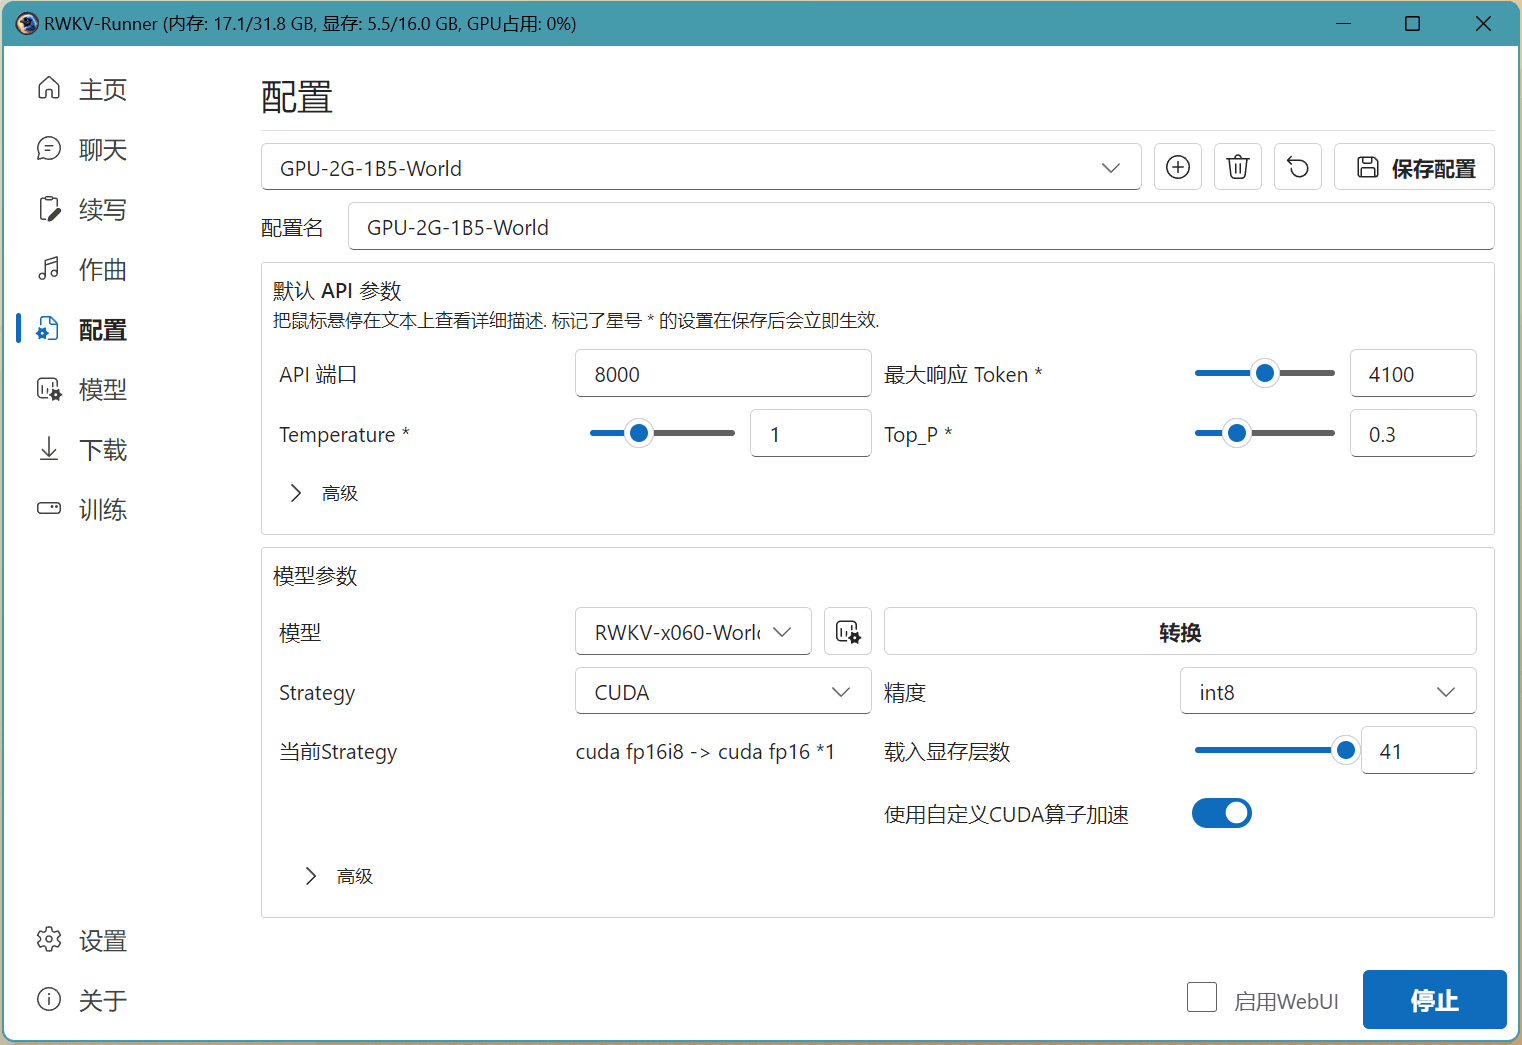 RWKV-Runner (内存: 17.1/31.8 GB, 显存: 5.5/16.0 GB, GPU占用: 0%)
主页
聊天
续写
作曲
配置
模型
下载
训练
设置
关于
配置
GPU-2G-1B5-World
保存配置
配置名 GPU-2G-1B5-World
默认 API 参数
把鼠标悬停在文本上查看详细描述. 标记了星号 * 的设置在保存后会立即生效.
API 端口 8000 最大响应 Token * 4100
Temperature * 1 Top_P * 0.3
高级
模型参数
模型 RWKV-x060-Worl 转换
Strategy CUDA 精度 int8
当前Strategy cuda fp16i8 -> cuda fp16 *1 载入显存层数 41
使用自定义CUDA算子加速
高级
启用WebUI 停止